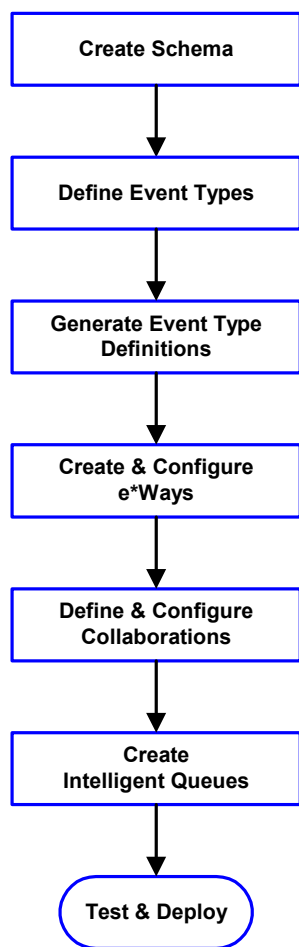 Create Schema
Define Event Types
Generate Event Type
Definitions
Create & Configure
e*Ways
Define & Configure
Collaborations
Create
Intelligent Queues
Test & Deploy